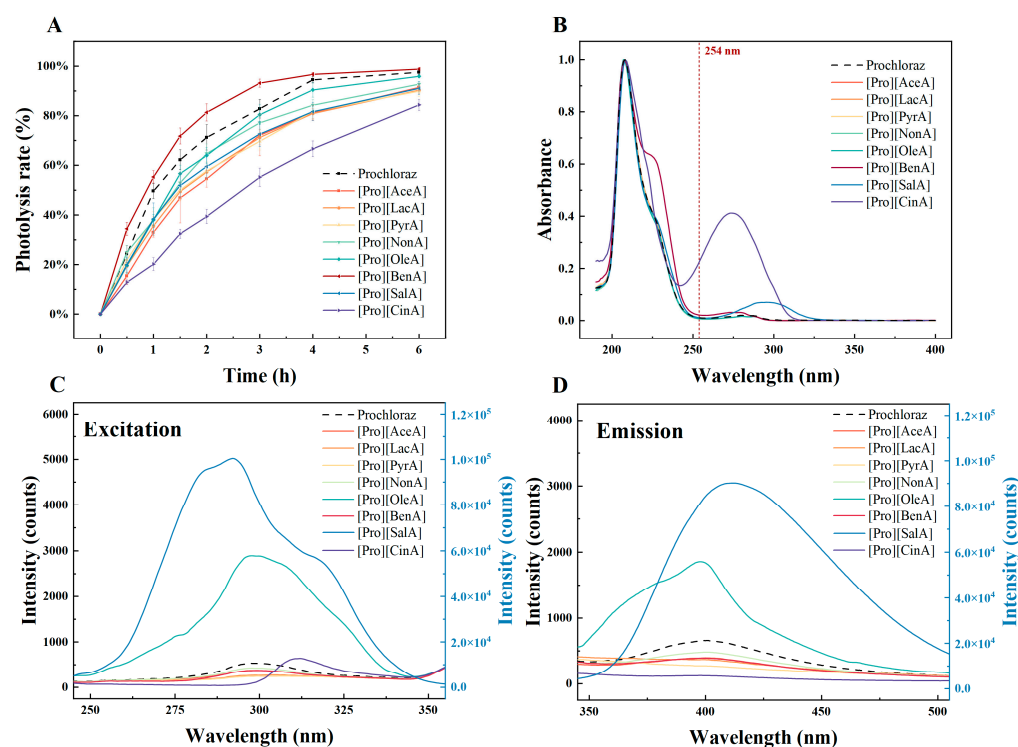 A
Photolysis rate (%)
100%
80%
60%
40%
20%
0%
0
1
2
3
4
5
6
Time (h)
Prochloraz
[Pro][AceA]
[Pro][LacA]
[Pro][PyrA]
[Pro][NonA]
[Pro][OleA]
[Pro][BenA]
[Pro][SalA]
[Pro][CinA]
B
Absorbance
1.0
0.8
0.6
0.4
0.2
0.0
200
250
300
350
400
Wavelength (nm)
254 nm
Prochloraz
[Pro][AceA]
[Pro][LacA]
[Pro][PyrA]
[Pro][NonA]
[Pro][OleA]
[Pro][BenA]
[Pro][SalA]
[Pro][CinA]
C
Excitation
Intensity (counts)
6000
5000
4000
3000
2000
1000
0
250
275
300
325
350
Wavelength (nm)
Prochloraz
[Pro][AceA]
[Pro][LacA]
[Pro][PyrA]
[Pro][NonA]
[Pro][OleA]
[Pro][BenA]
[Pro][SalA]
[Pro][CinA]
1.2×10⁵
1.0×10⁵
8.0×10⁴
6.0×10⁴
4.0×10⁴
2.0×10⁴
0.0
Intensity (counts)
D
Emission
Intensity (counts)
4000
3000
2000
1000
0
350
400
450
500
Wavelength (nm)
Prochloraz
[Pro][AceA]
[Pro][LacA]
[Pro][PyrA]
[Pro][NonA]
[Pro][OleA]
[Pro][BenA]
[Pro][SalA]
[Pro][CinA]
1.2×10⁵
1.0×10⁵
8.0×10⁴
6.0×10⁴
4.0×10⁴
2.0×10⁴
0.0
Intensity (counts)